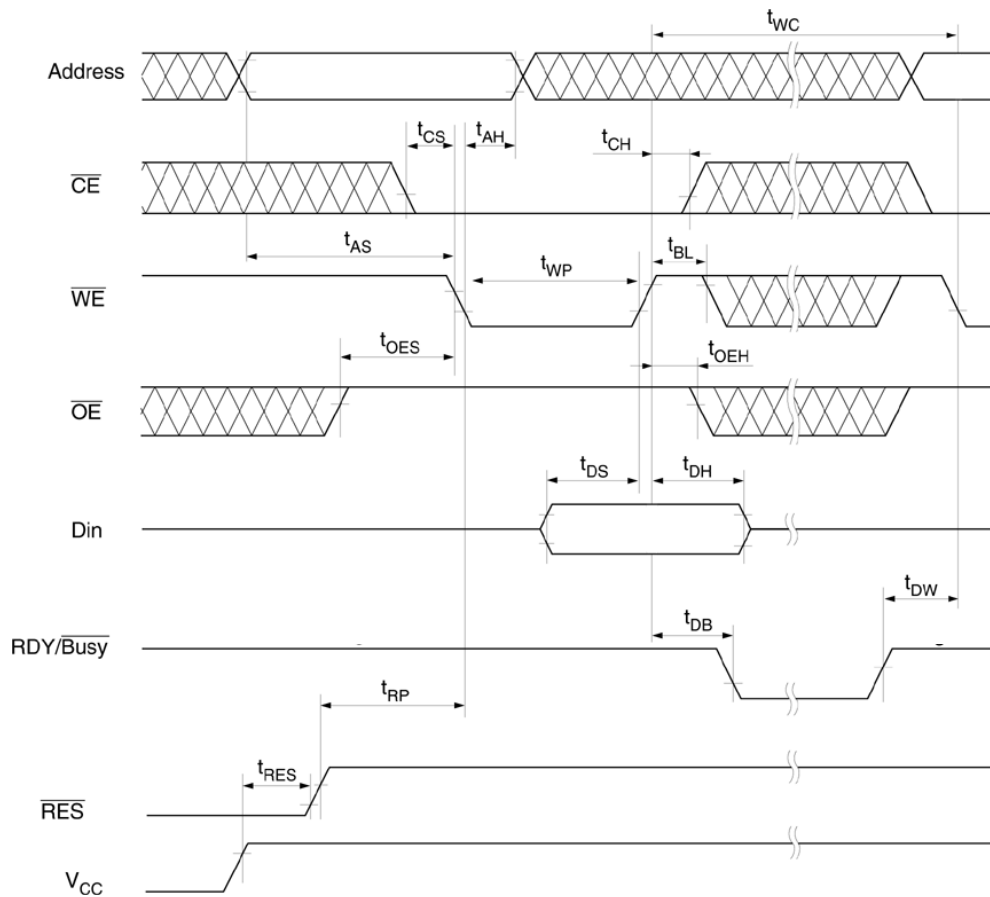 tWC
Address
tCS
tAH
tCH
CE
tAS
tWP
tBL
WE
tOES
tOEH
OE
tDS
tDH
Din
tDW
tDB
RDY/Busy
tRP
tRES
RES
VCC